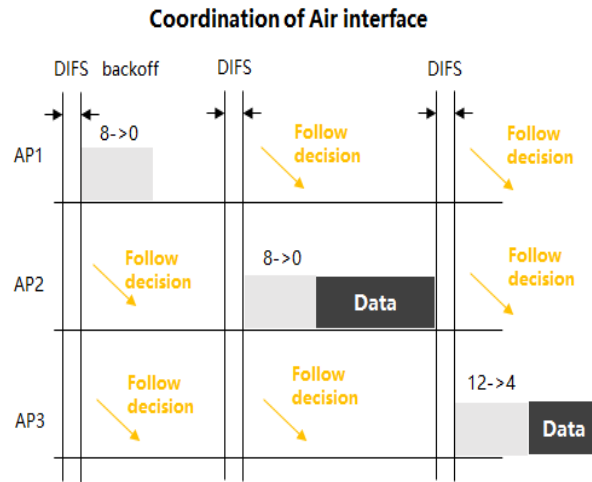 Coordination of Air interface
DIFS backoff DIFS DIFS
8->0
AP1
Follow
decision
Follow
decision
AP2
Follow
decision
8->0
Data
Follow
decision
AP3
Follow
decision
Follow
decision
12->4
Data